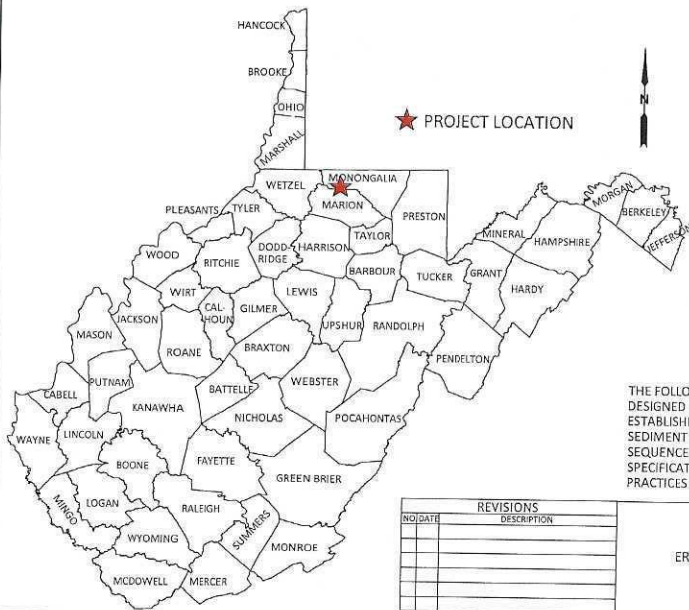 HANCOCK
BROOKE
OHIO
MARSHALL
PROJECT LOCATION
N
WETZEL
MONONGALIA
MARION
PRESTON
MORGAN
BERKELEY
JEFFERSON
PLEASANTS
TYLER
MINERAL
HAMPSHIRE
WOOD
RITCHIE
DODD-
RIDGE
HARRISON
TAYLOR
BARBOUR
TUCKER
GRANT
HARDY
WIRT
CAL-
HOUN
GILMER
LEWIS
UPSHUR
RANDOLPH
JACKSON
MASON
ROANE
BRAXTON
PENDELTON
WEBSTER
CABELL
PUTNAM
KANAWHA
BATTELLE
NICHOLAS
POCAHONTAS
WAYNE
LINCOLN
BOONE
FAYETTE
GREEN BRIER
MINGO
LOGAN
RALEIGH
SUMMERS
WYOMING
MONROE
MCDOWELL
MERCER
THE FOLLO
DESIGNED
ESTABLISH
SEDIMENT
SEQUENCE
SPECIFICAT
PRACTICES
REVISIONS
NO DATE DESCRIPTION
ER